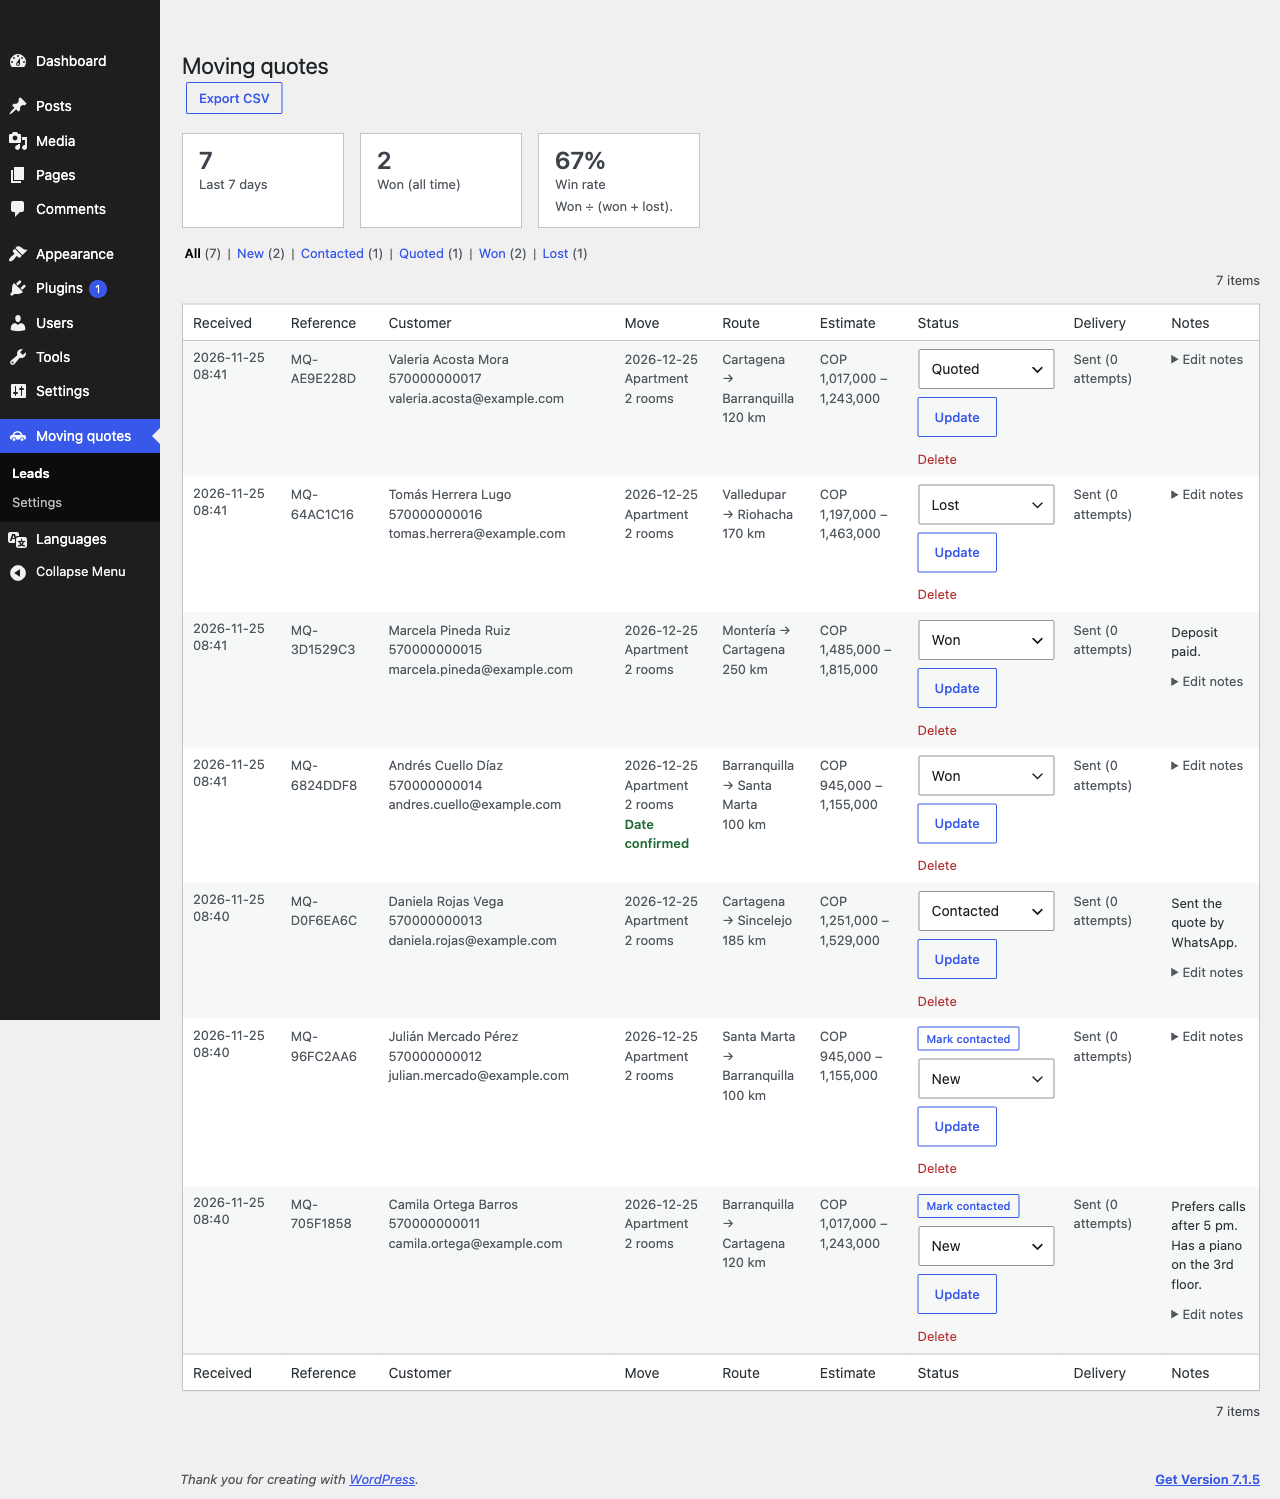 Dashboard
Posts
Media
Pages
Comments
Appearance
Plugins 1
Users
Tools
Settings
Moving quotes
Leads
Settings
Languages
Collapse Menu
Moving quotes
Export CSV
7
Last 7 days
2
Won (all time)
67%
Win rate
Won ÷ (won + lost).
All (7) | New (2) | Contacted (1) | Quoted (1) | Won (2) | Lost (1)
7 items
Received Reference Customer Move Route Estimate Status Delivery Notes
2026-11-25
08:41
MQ-
AE9E228D
Valeria Acosta Mora
570000000017
valeria.acosta@example.com
2026-12-25
Apartment
2 rooms
Cartagena
→
Barranquilla
120 km
COP
1,017,000 –
1,243,000
Quoted
Update
Delete
Sent (0
attempts)
Edit notes
2026-11-25
08:41
MQ-
64AC1C16
Tomás Herrera Lugo
570000000016
tomas.herrera@example.com
2026-12-25
Apartment
2 rooms
Valledupar
→ Riohacha
170 km
COP
1,197,000 –
1,463,000
Lost
Update
Delete
Sent (0
attempts)
Edit notes
2026-11-25
08:41
MQ-
3D1529C3
Marcela Pineda Ruiz
570000000015
marcela.pineda@example.com
2026-12-25
Apartment
2 rooms
Montería →
Cartagena
250 km
COP
1,485,000 –
1,815,000
Won
Update
Delete
Sent (0
attempts)
Deposit
paid.
Edit notes
2026-11-25
08:41
MQ-
6824DDF8
Andrés Cuello Díaz
570000000014
andres.cuello@example.com
2026-12-25
Apartment
2 rooms
Date
confirmed
Barranquilla
→ Santa
Marta
100 km
COP
945,000 –
1,155,000
Won
Update
Delete
Sent (0
attempts)
Edit notes
2026-11-25
08:40
MQ-
D0F6EA6C
Daniela Rojas Vega
570000000013
daniela.rojas@example.com
2026-12-25
Apartment
2 rooms
Cartagena
→ Sincelejo
185 km
COP
1,251,000 –
1,529,000
Contacted
Update
Delete
Sent (0
attempts)
Sent the
quote by
WhatsApp.
Edit notes
2026-11-25
08:40
MQ-
96FC2AA6
Julián Mercado Pérez
570000000012
julian.mercado@example.com
2026-12-25
Apartment
2 rooms
Santa Marta
→
Barranquilla
100 km
COP
945,000 –
1,155,000
Mark contacted
New
Update
Delete
Sent (0
attempts)
Edit notes
2026-11-25
08:40
MQ-
705F1858
Camila Ortega Barros
570000000011
camila.ortega@example.com
2026-12-25
Apartment
2 rooms
Barranquilla
→
Cartagena
120 km
COP
1,017,000 –
1,243,000
Mark contacted
New
Update
Delete
Sent (0
attempts)
Prefers calls
after 5 pm.
Has a piano
on the 3rd
floor.
Edit notes
Received Reference Customer Move Route Estimate Status Delivery Notes
7 items
Thank you for creating with WordPress.
Get Version 7.1.5